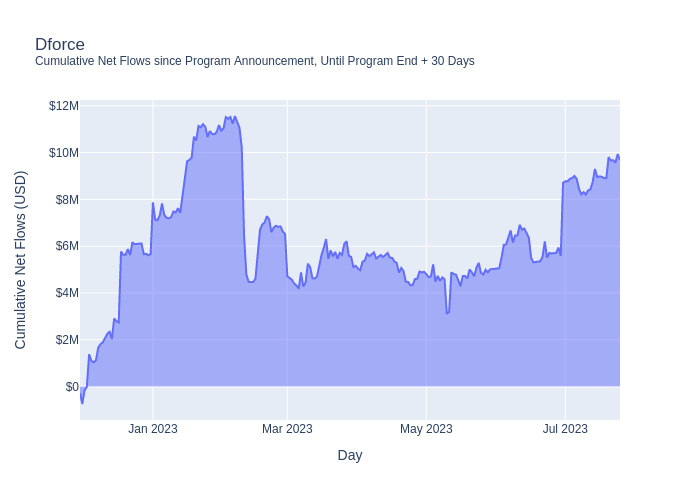 Dforce
Cumulative Net Flows since Program Announcement, Until Program End + 30 Days
Cumulative Net Flows (USD)
$12M
$10M
$8M
$6M
$4M
$2M
$0
Jan 2023
Mar 2023
May 2023
Jul 2023
Day